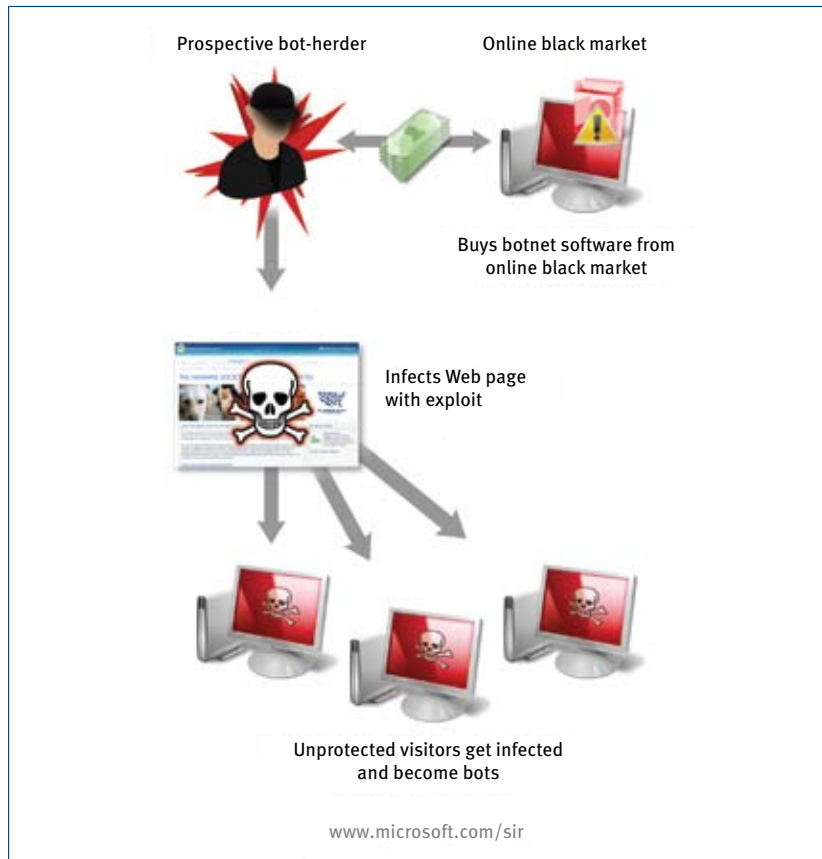 Prospective bot-herder
Online black market
Buys botnet software from
online black market
Infects Web page
with exploit
Unprotected visitors get infected
and become bots
www.microsoft.com/sir